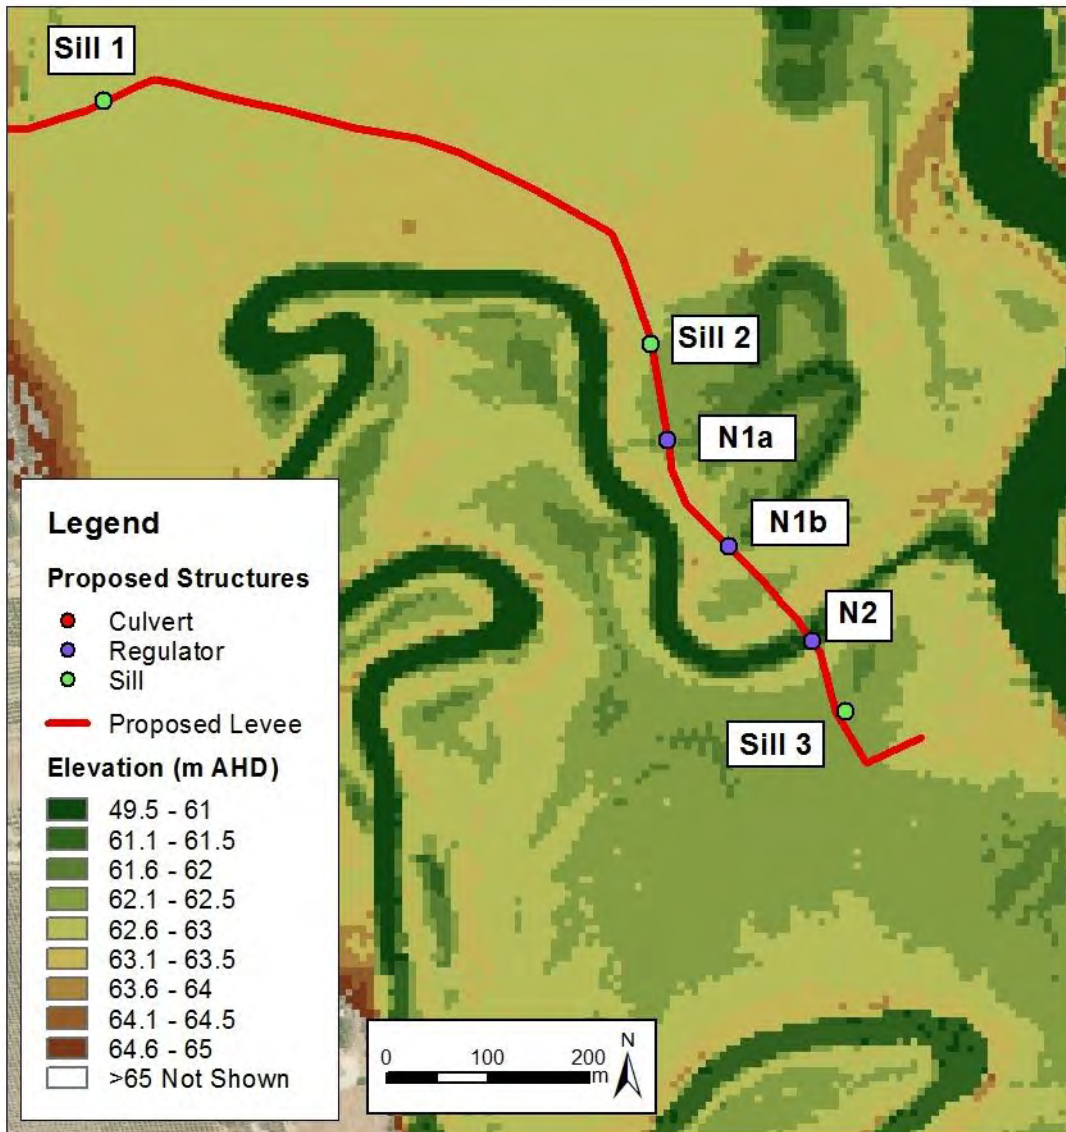 Sill 1
Sill 2
N1a
N1b
N2
Sill 3
Legend
Proposed Structures
Culvert
Regulator
Sill
Proposed Levee
Elevation (m AHD)
49.5 - 61
61.1 - 61.5
61.6 - 62
62.1 - 62.5
62.6 - 63
63.1 - 63.5
63.6 - 64
64.1 - 64.5
64.6 - 65
>65 Not Shown
0 100 200
m
N